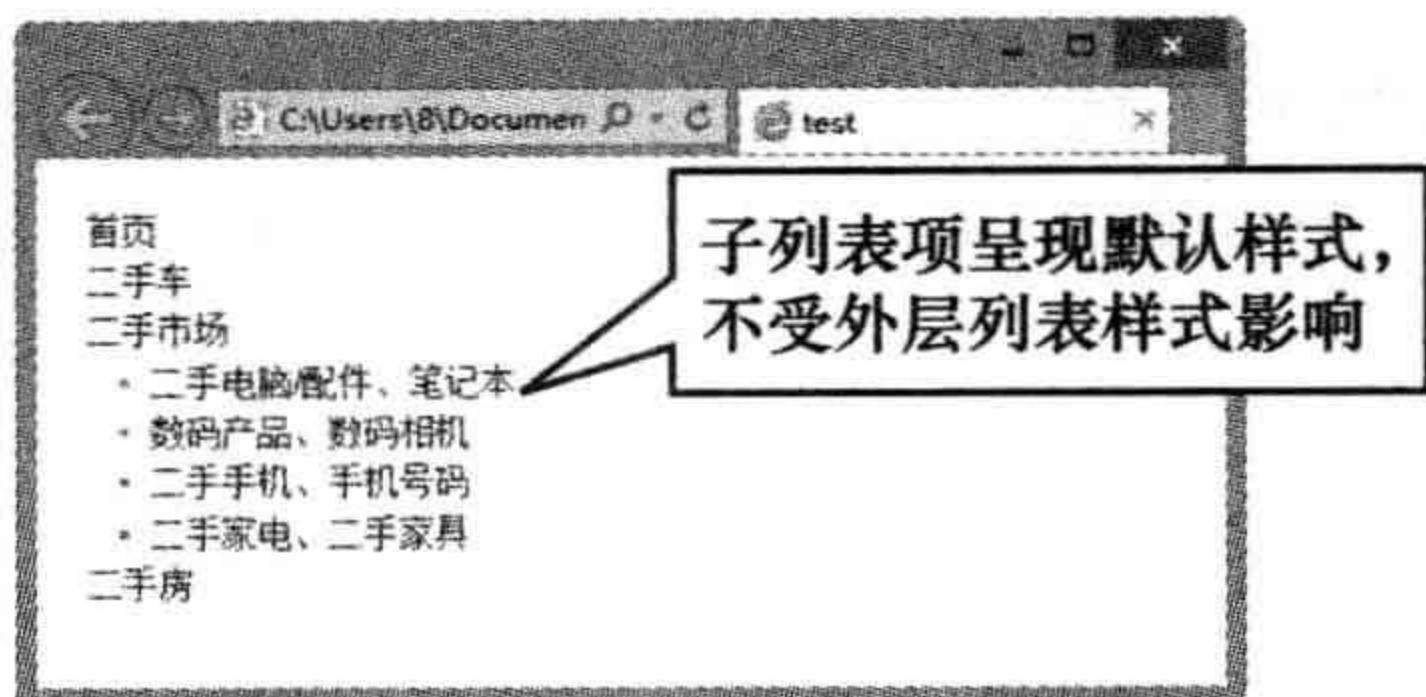 C:\Users\8\Documen
test
首页
二手车
二手市场
二手电脑/配件、笔记本
数码产品、数码相机
二手手机、手机号码
二手家电、二手家具
二手房
子列表项呈现默认样式，
不受外层列表样式影响